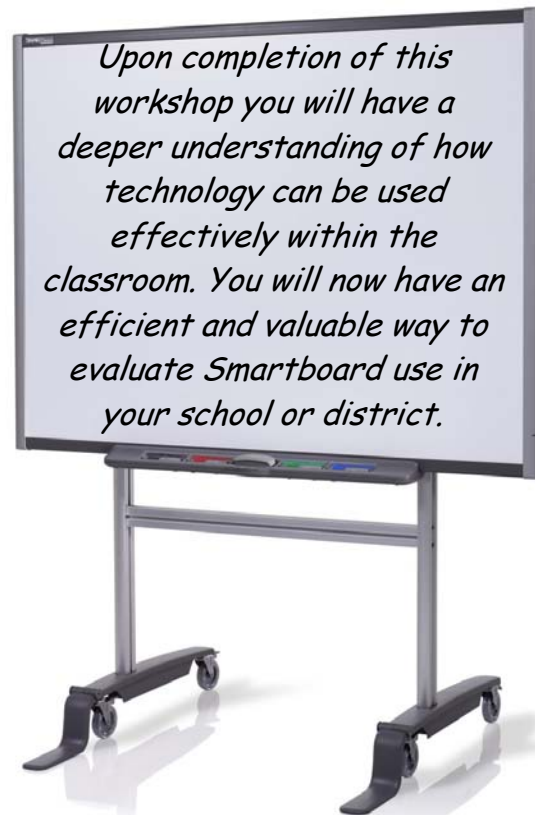 Upon completion of this
workshop you will have a
deeper understanding of how
technology can be used
effectively within the
classroom. You will now have an
efficient and valuable way to
evaluate Smartboard use in
your school or district.